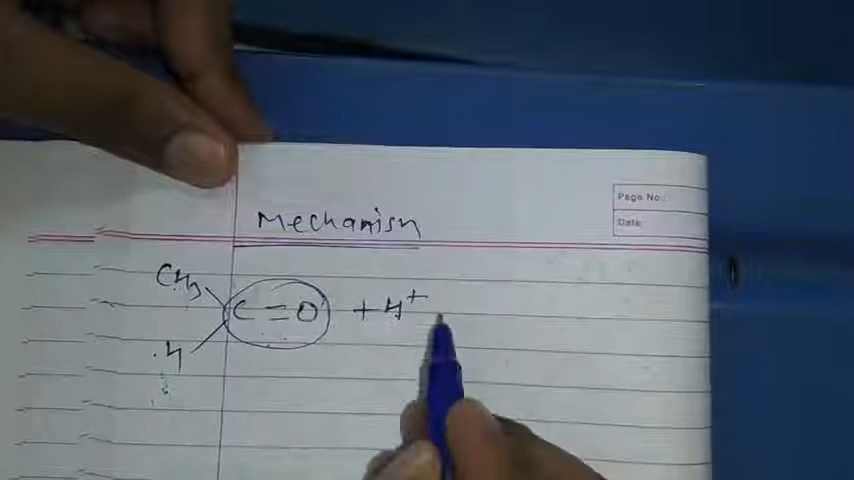 Page No.:
Date
Mechanism
CH3
C=O + H+
H